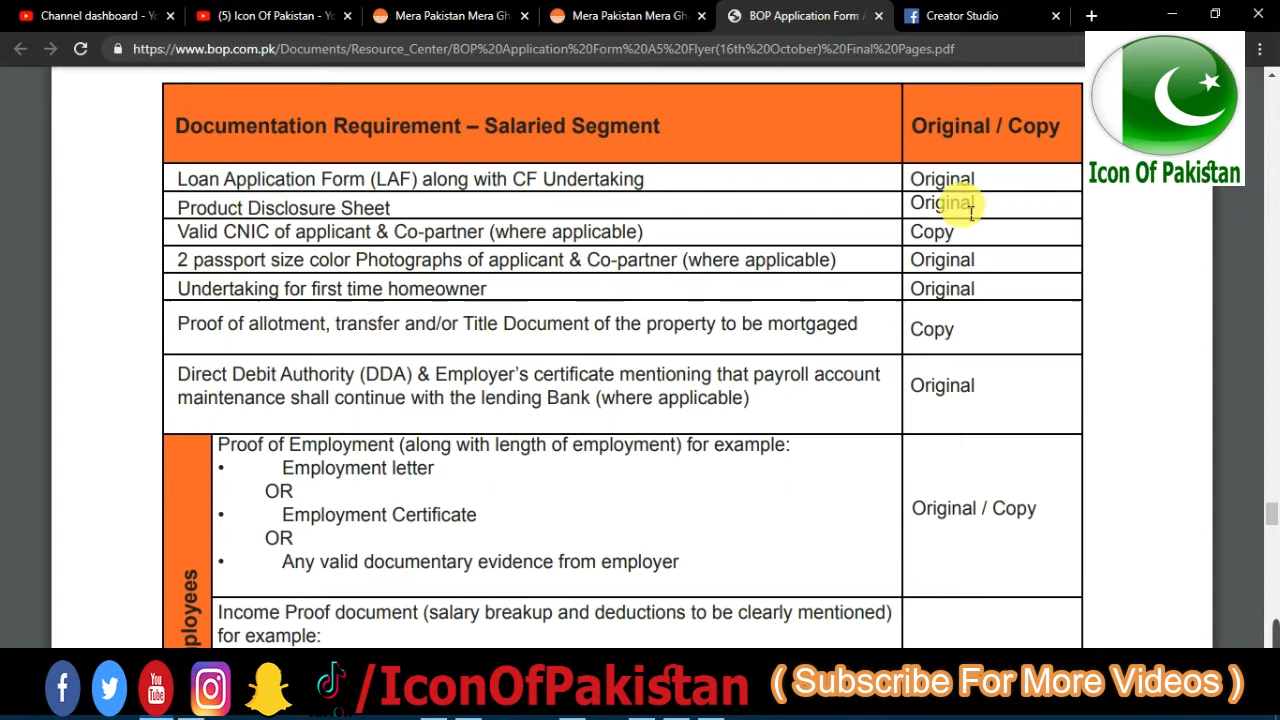 Channel dashboard - Yo
(5) Icon Of Pakistan - Yo
Mera Pakistan Mera Gh
Mera Pakistan Mera Gh
BOP Application Form A
Creator Studio
https://www.bop.com.pk/Documents/Resource_Center/BOP%20Application%20Form%20A5%20Flyer(16th%20October)%20Final%20Pages.pdf
Documentation Requirement – Salaried Segment Original / Copy
Icon Of Pakistan
Loan Application Form (LAF) along with CF Undertaking Original
Product Disclosure Sheet Original
Valid CNIC of applicant & Co-partner (where applicable) Copy
2 passport size color Photographs of applicant & Co-partner (where applicable) Original
Undertaking for first time homeowner Original
Proof of allotment, transfer and/or Title Document of the property to be mortgaged Copy
Direct Debit Authority (DDA) & Employer's certificate mentioning that payroll account
maintenance shall continue with the lending Bank (where applicable) Original
Proof of Employment (along with length of employment) for example:
• Employment letter
OR
• Employment Certificate Original / Copy
OR
• Any valid documentary evidence from employer
ployees
Income Proof document (salary breakup and deductions to be clearly mentioned)
for example:
You
Tube
/IconOfPakistan ( Subscribe For More Videos )